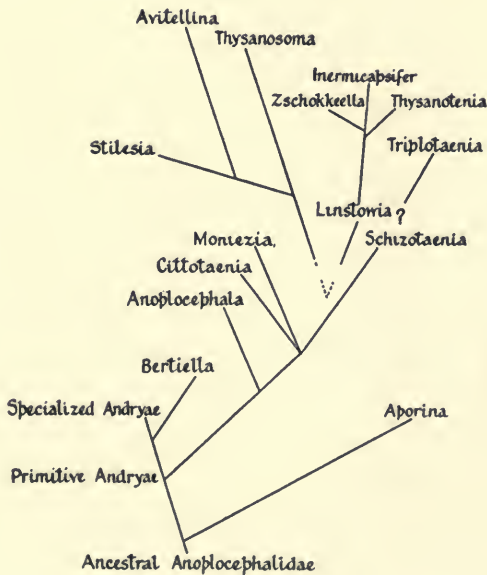 Avitellina
Thysanosoma
Inermicapsifer
Zschokkeella
Thysanotenia
Triplotaenia
Stilesia
Linstowia ?
Schizotaenia
Moniezia,
Cittotaenia
Anoplocephala
Bertiella
Specialized Andryae
Aporina
Primitive Andryae
Ancestral Anoplocephalidae